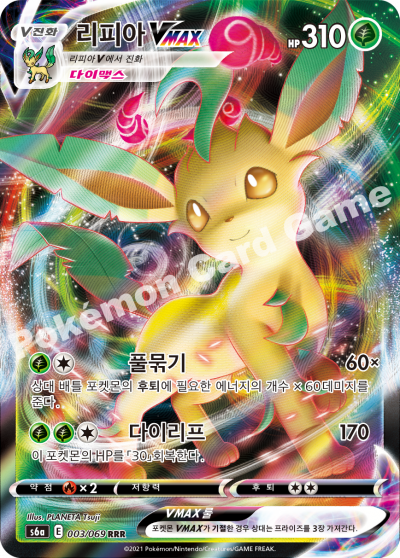 V진화
리피아 VMAX
HP 310
리피아V에서 진화
다이맥스
Pokémon Card Game
풀묶기 60×
상대 배틀 포켓몬의 후퇴에 필요한 에너지의 개수 × 60데미지를
준다.
다이리프 170
이 포켓몬의 HP를 「30」회복한다.
약점 ×2 저항력 후퇴
VMAX 룰
포켓몬 VMAX가 기절한 경우 상대는 프라이즈를 3장 가져간다.
Illus. PLANETA Tsuji
s6a E 003/069 RRR
©2021 Pokémon/Nintendo/Creatures/GAME FREAK.